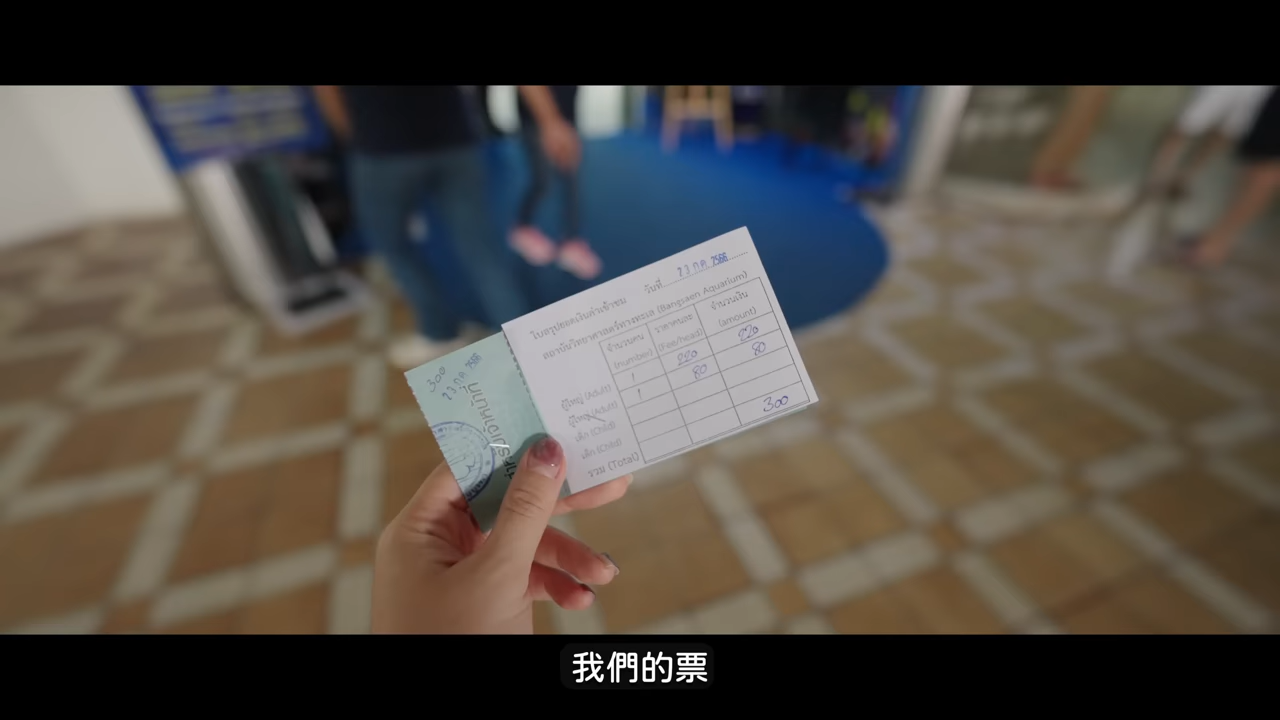 วันที่ 23 ก.ค. 2566
ใบสรุปยอดเงินค่าเข้าชม
สถาบันวิทยาศาสตร์ทางทะเล (Bangsaen Aquarium)
จำนวนคน ราคาคนละ จำนวนเงิน
(number) (Fee/head) (amount)
ผู้ใหญ่ (Adult) 1 220 220
ผู้ใหญ่ (Adult) 1 80 80
เด็ก (Child)
เด็ก (Child)
รวม (Total) 300
300
23 ก.ค. 2566
我們的票